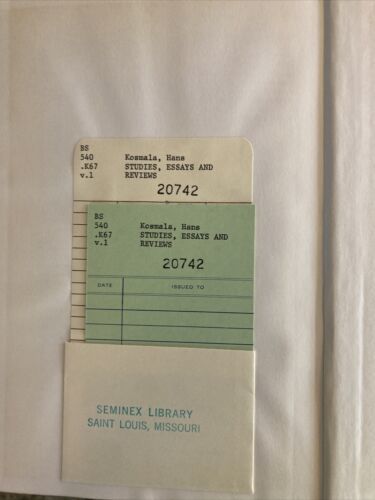 BS
540 Kosmala, Hans
.K67 STUDIES, ESSAYS AND
v.1 REVIEWS
20742
BS
540 Kosmala, Hans
.K67 STUDIES, ESSAYS AND
v.1 REVIEWS
20742
DATE ISSUED TO
SEMINEX LIBRARY
SAINT LOUIS, MISSOURI